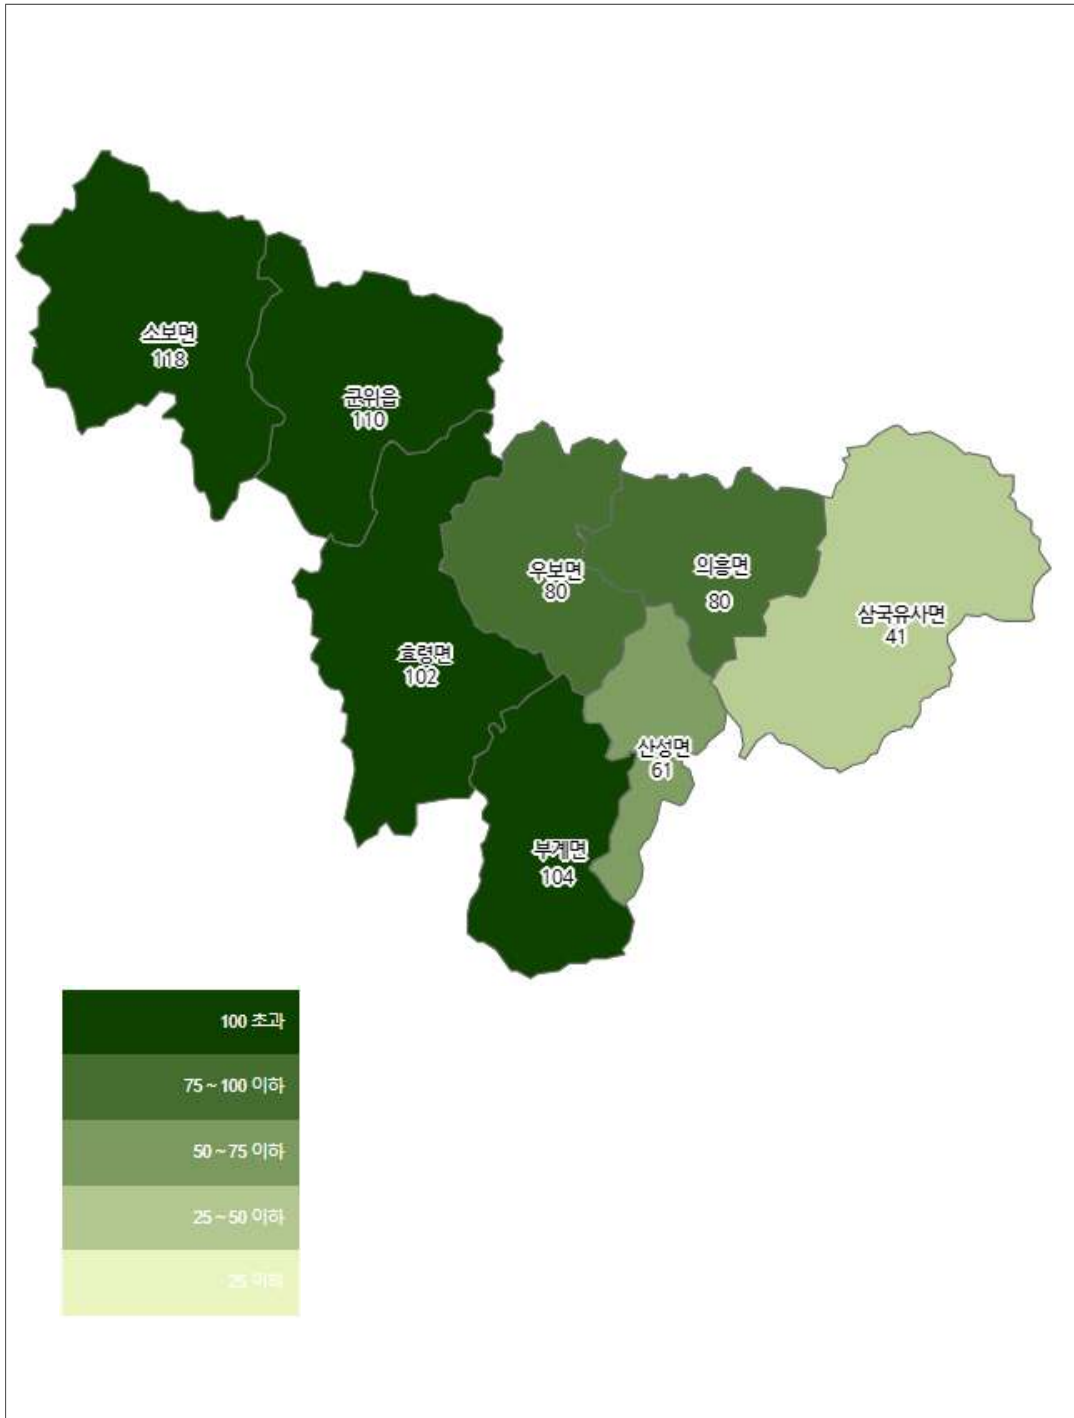 소보면
118
군위읍
110
우보면
80
의흥면
80
삼국유사면
41
효령면
102
산성면
61
부계면
104
100 초과
75 ~ 100 이하
50 ~ 75 이하
25 ~ 50 이하
25 이하